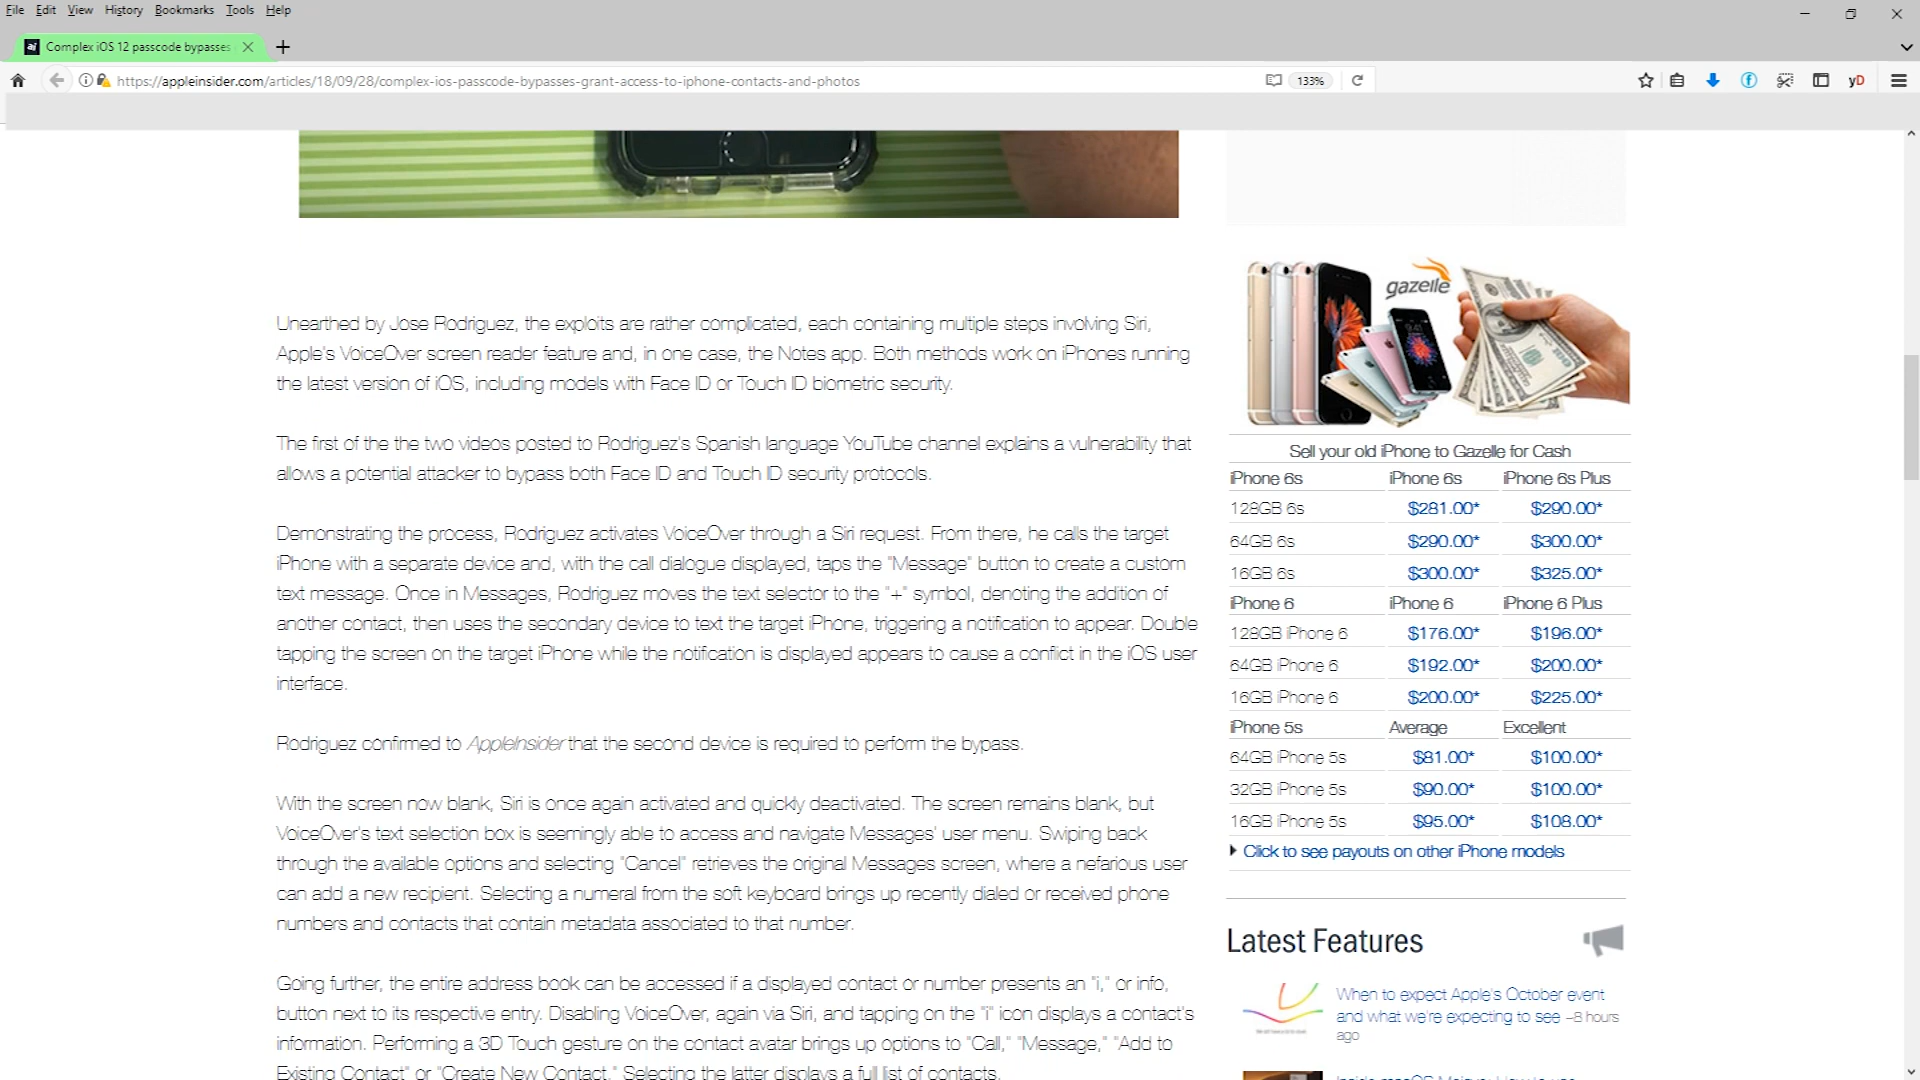 File Edit View History Bookmarks Tools Help
Complex iOS 12 passcode bypasses
https://appleinsider.com/articles/18/09/28/complex-ios-passcode-bypasses-grant-access-to-iphone-contacts-and-photos
133%
yD
Unearthed by Jose Rodriguez, the exploits are rather complicated, each containing multiple steps involving Siri,
Apple's VoiceOver screen reader feature and, in one case, the Notes app. Both methods work on iPhones running
the latest version of iOS, including models with Face ID or Touch ID biometric security.
The first of the the two videos posted to Rodriguez's Spanish language YouTube channel explains a vulnerability that
allows a potential attacker to bypass both Face ID and Touch ID security protocols.
Demonstrating the process, Rodriguez activates VoiceOver through a Siri request. From there, he calls the target
iPhone with a separate device and, with the call dialogue displayed, taps the "Message" button to create a custom
text message. Once in Messages, Rodriguez moves the text selector to the "+" symbol, denoting the addition of
another contact, then uses the secondary device to text the target iPhone, triggering a notification to appear. Double
tapping the screen on the target iPhone while the notification is displayed appears to cause a conflict in the iOS user
interface.
Rodriguez confirmed to AppleInsider that the second device is required to perform the bypass.
With the screen now blank, Siri is once again activated and quickly deactivated. The screen remains blank, but
VoiceOver's text selection box is seemingly able to access and navigate Messages' user menu. Swiping back
through the available options and selecting "Cancel" retrieves the original Messages screen, where a nefarious user
can add a new recipient. Selecting a numeral from the soft keyboard brings up recently dialed or received phone
numbers and contacts that contain metadata associated to that number.
Going further, the entire address book can be accessed if a displayed contact or number presents an "i," or info,
button next to its respective entry. Disabling VoiceOver, again via Siri, and tapping on the "i" icon displays a contact's
information. Performing a 3D Touch gesture on the contact avatar brings up options to "Call," "Message," "Add to
Existing Contact" or "Create New Contact." Selecting the latter displays a full list of contacts.
gazelle
Sell your old iPhone to Gazelle for Cash
iPhone 6s iPhone 6s iPhone 6s Plus
128GB 6s $281.00* $290.00*
64GB 6s $290.00* $300.00*
16GB 6s $300.00* $325.00*
iPhone 6 iPhone 6 iPhone 6 Plus
128GB iPhone 6 $176.00* $196.00*
64GB iPhone 6 $192.00* $200.00*
16GB iPhone 6 $200.00* $225.00*
iPhone 5s Average Excellent
64GB iPhone 5s $81.00* $100.00*
32GB iPhone 5s $90.00* $100.00*
16GB iPhone 5s $95.00* $108.00*
Click to see payouts on other iPhone models
Latest Features
When to expect Apple's October event
and what we're expecting to see –8 hours
ago